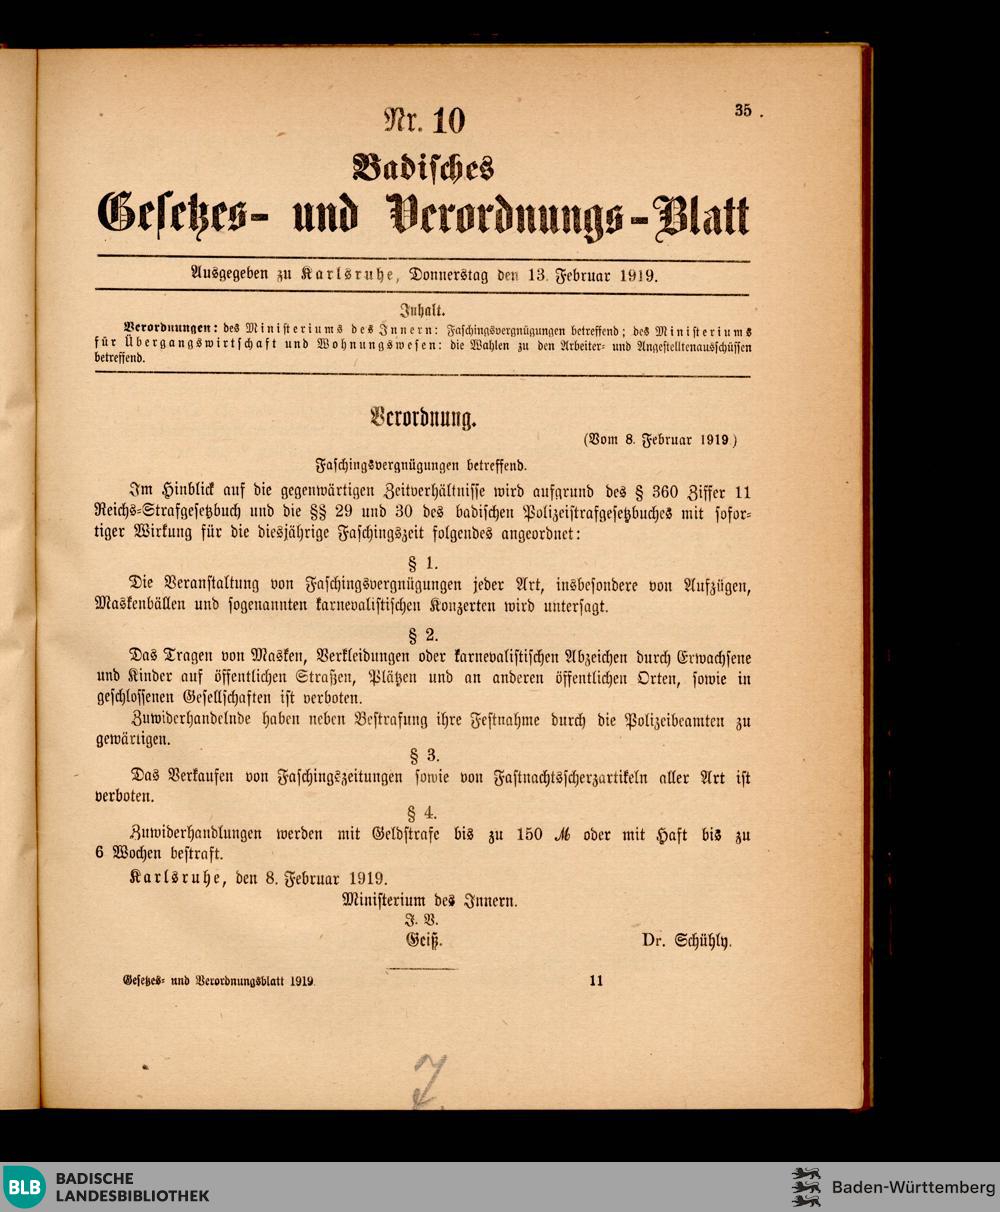 35
Nr. 10
Badisches
Gesetzes- und Verordnungs-Blatt
Ausgegeben zu Karlsruhe, Donnerstag den 13. Februar 1919.
Inhalt.
Verordnungen: des Ministeriums des Innern: Faschingsvergnügungen betreffend; des Ministeriums
für Übergangswirtschaft und Wohnungswesen: die Wahlen zu den Arbeiter- und Angestelltenausschüssen
betreffend.
Verordnung.
(Vom 8. Februar 1919)
Faschingsvergnügungen betreffend.
Im Hinblick auf die gegenwärtigen Zeitverhältnisse wird aufgrund des § 360 Ziffer 11
Reichs-Strafgesetzbuch und die §§ 29 und 30 des badischen Polizeistrafgesetzbuches mit sofor-
tiger Wirkung für die diesjährige Faschingszeit folgendes angeordnet:
§ 1.
Die Veranstaltung von Faschingsvergnügungen jeder Art, insbesondere von Aufzügen,
Maskenbällen und sogenannten karnevalistischen Konzerten wird untersagt.
§ 2.
Das Tragen von Masken, Verkleidungen oder karnevalistischen Abzeichen durch Erwachsene
und Kinder auf öffentlichen Straßen, Plätzen und an anderen öffentlichen Orten, sowie in
geschlossenen Gesellschaften ist verboten.
Zuwiderhandelnde haben neben Bestrafung ihre Festnahme durch die Polizeibeamten zu
gewärtigen.
§ 3.
Das Verkaufen von Faschingszeitungen sowie von Fastnachtsscherzartikeln aller Art ist
verboten.
§ 4.
Zuwiderhandlungen werden mit Geldstrafe bis zu 150 ℳ oder mit Haft bis zu
6 Wochen bestraft.
Karlsruhe, den 8. Februar 1919.
Ministerium des Innern.
J. V.
Geiß.
Dr. Schühly.
Gesetzes- und Verordnungsblatt 1919
11
BLB BADISCHE
LANDESBIBLIOTHEK
Baden-Württemberg